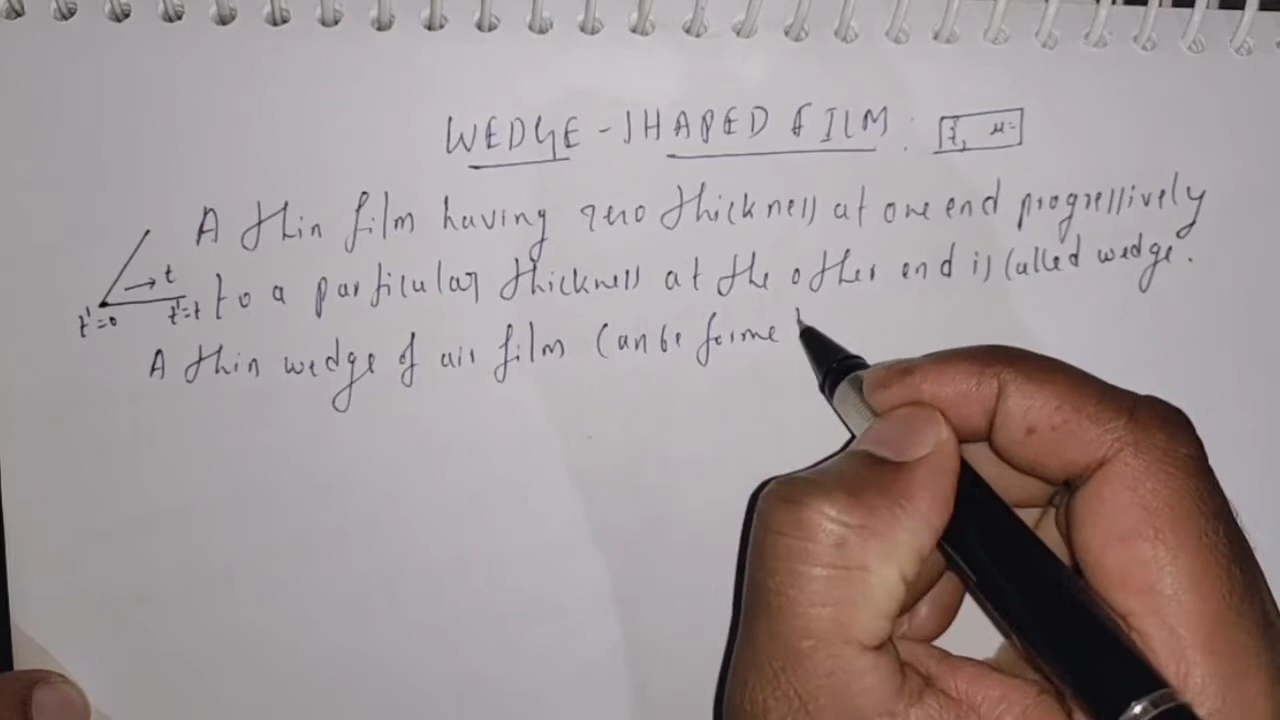 WEDGE-SHAPED FILM: t, μ=
A thin film having zero thickness at one end progressively
to a particular thickness at the other end is called wedge.
t
t'=0 t'=t
A thin wedge of air film can be forme